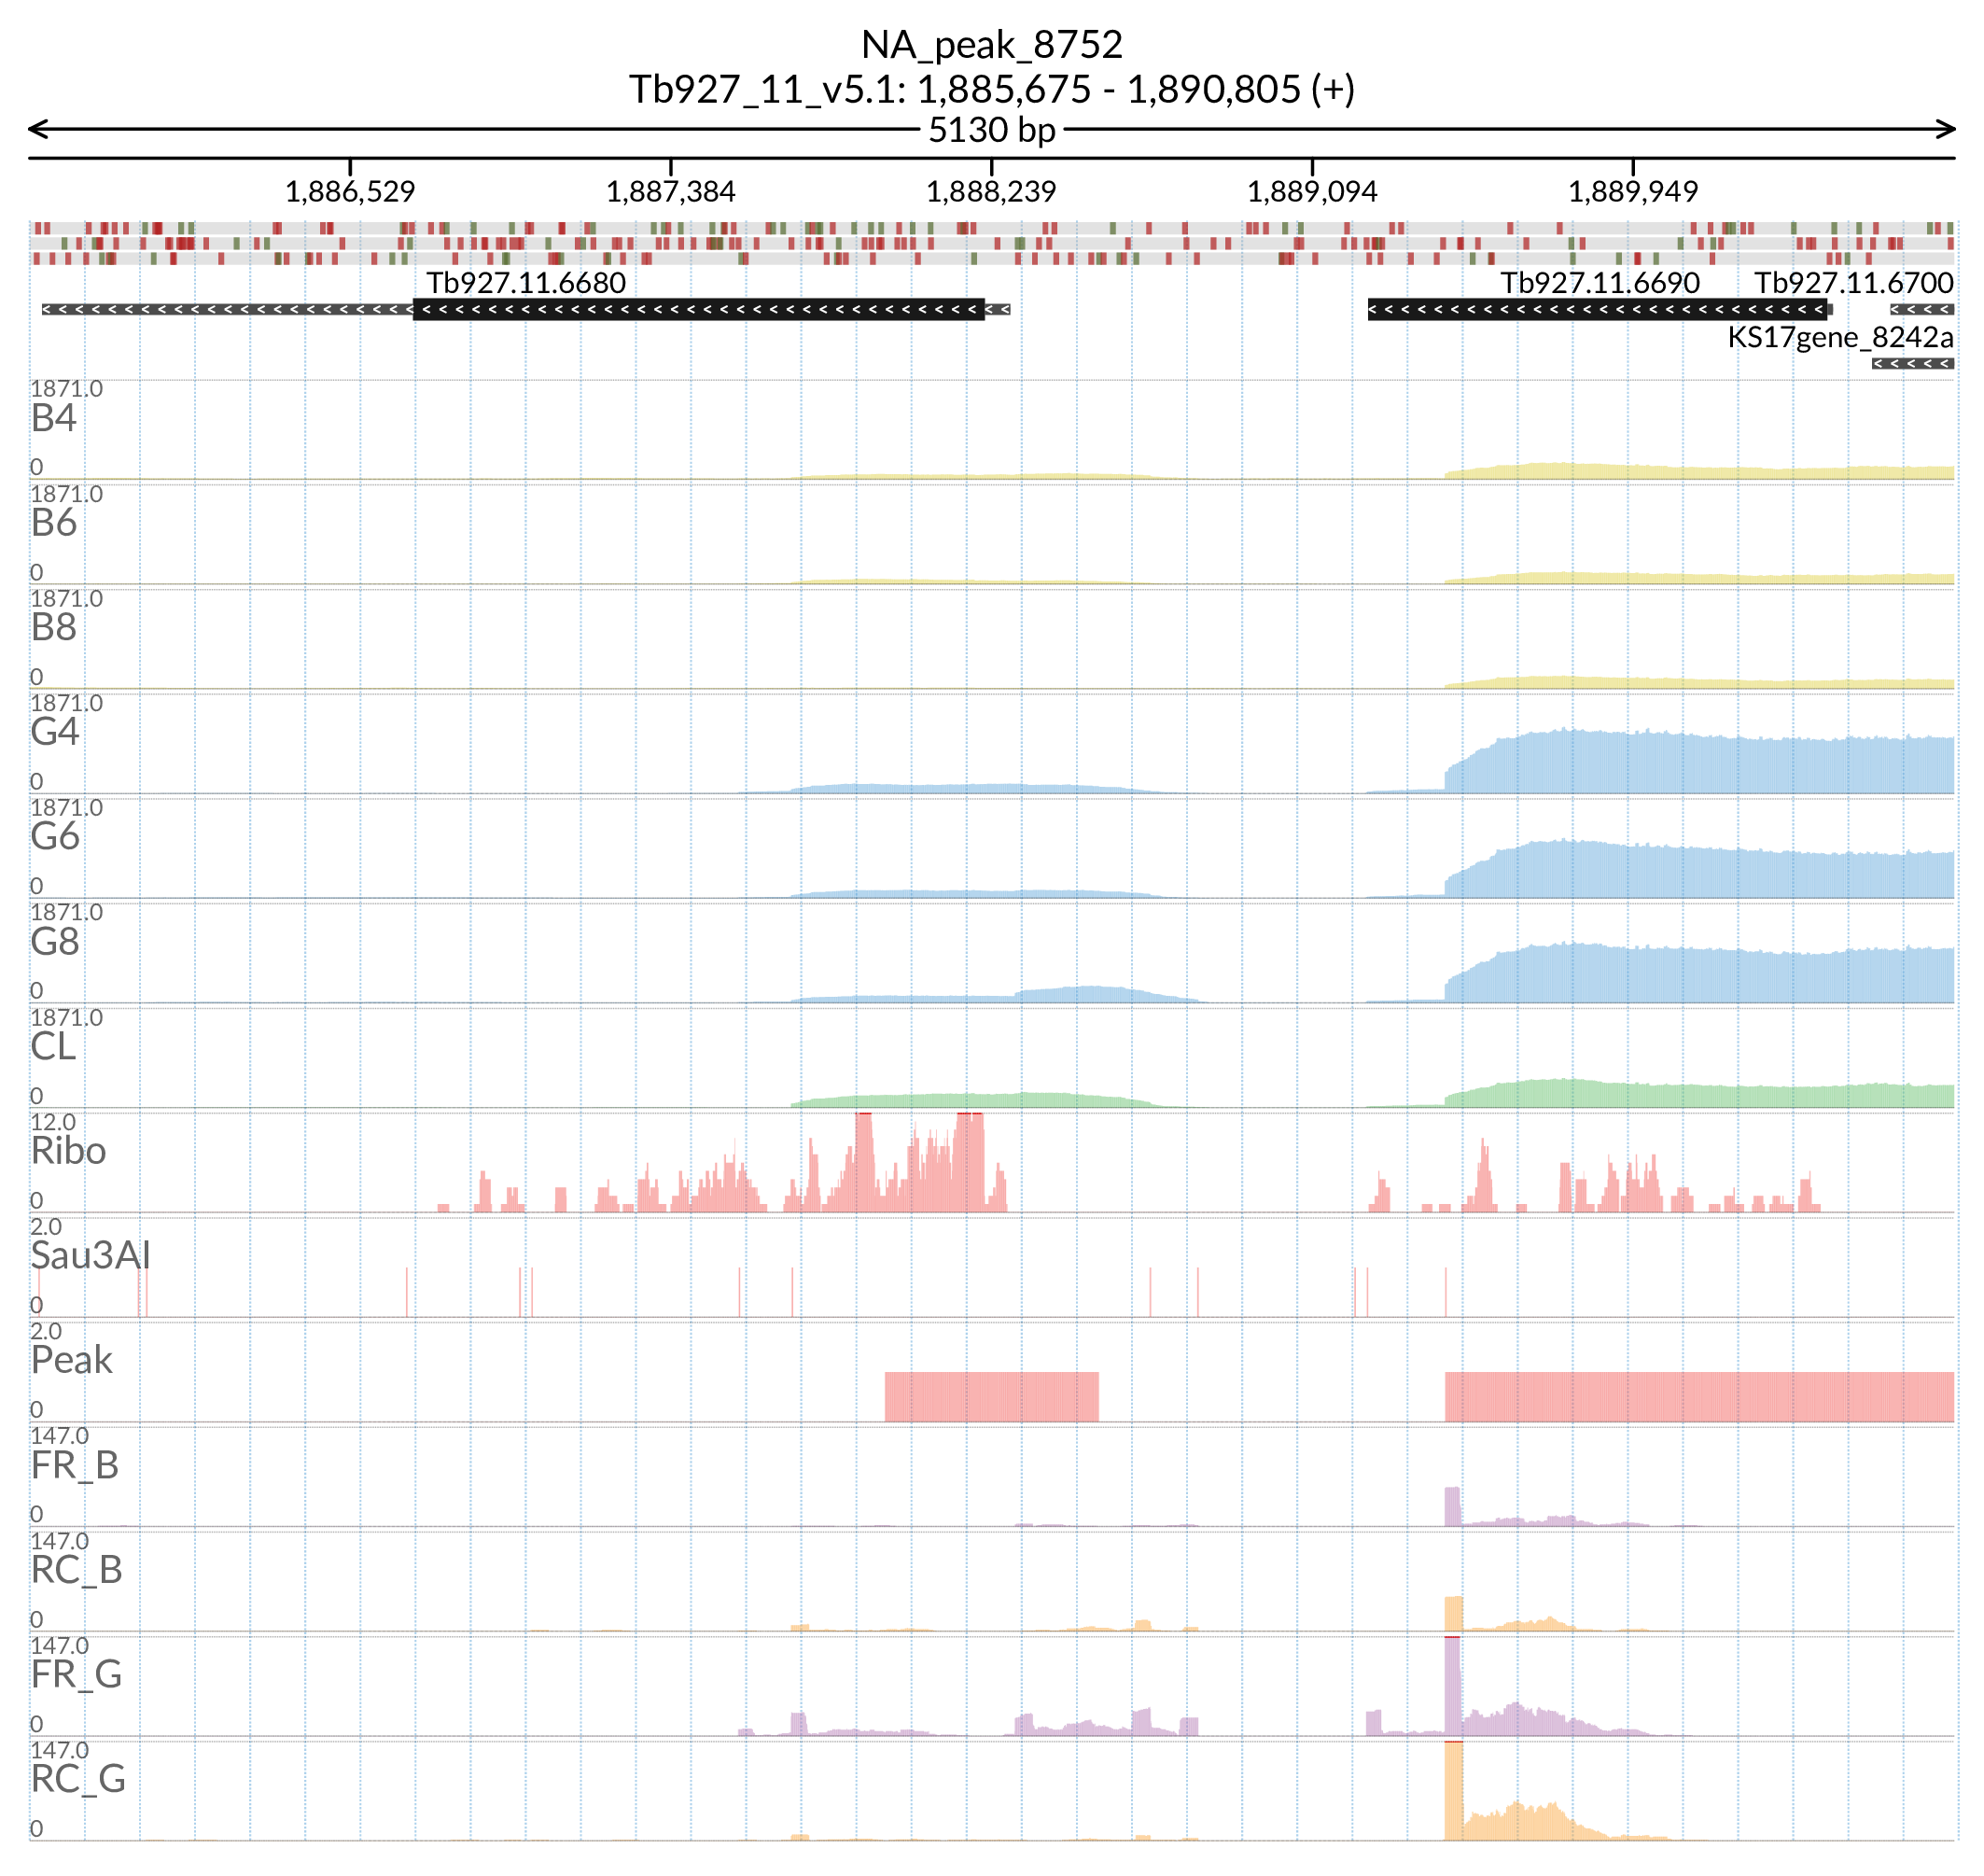 NA_peak_8752
Tb927_11_v5.1: 1,885,675 - 1,890,805 (+)
5130 bp
1,886,529 1,887,384 1,888,239 1,889,094 1,889,949
Tb927.11.6680 Tb927.11.6690 Tb927.11.6700
KS17gene_8242a
1871.0
B4
0
1871.0
B6
0
1871.0
B8
0
1871.0
G4
0
1871.0
G6
0
1871.0
G8
0
1871.0
CL
0
12.0
Ribo
0
2.0
Sau3AI
0
2.0
Peak
0
147.0
FR_B
0
147.0
RC_B
0
147.0
FR_G
0
147.0
RC_G
0